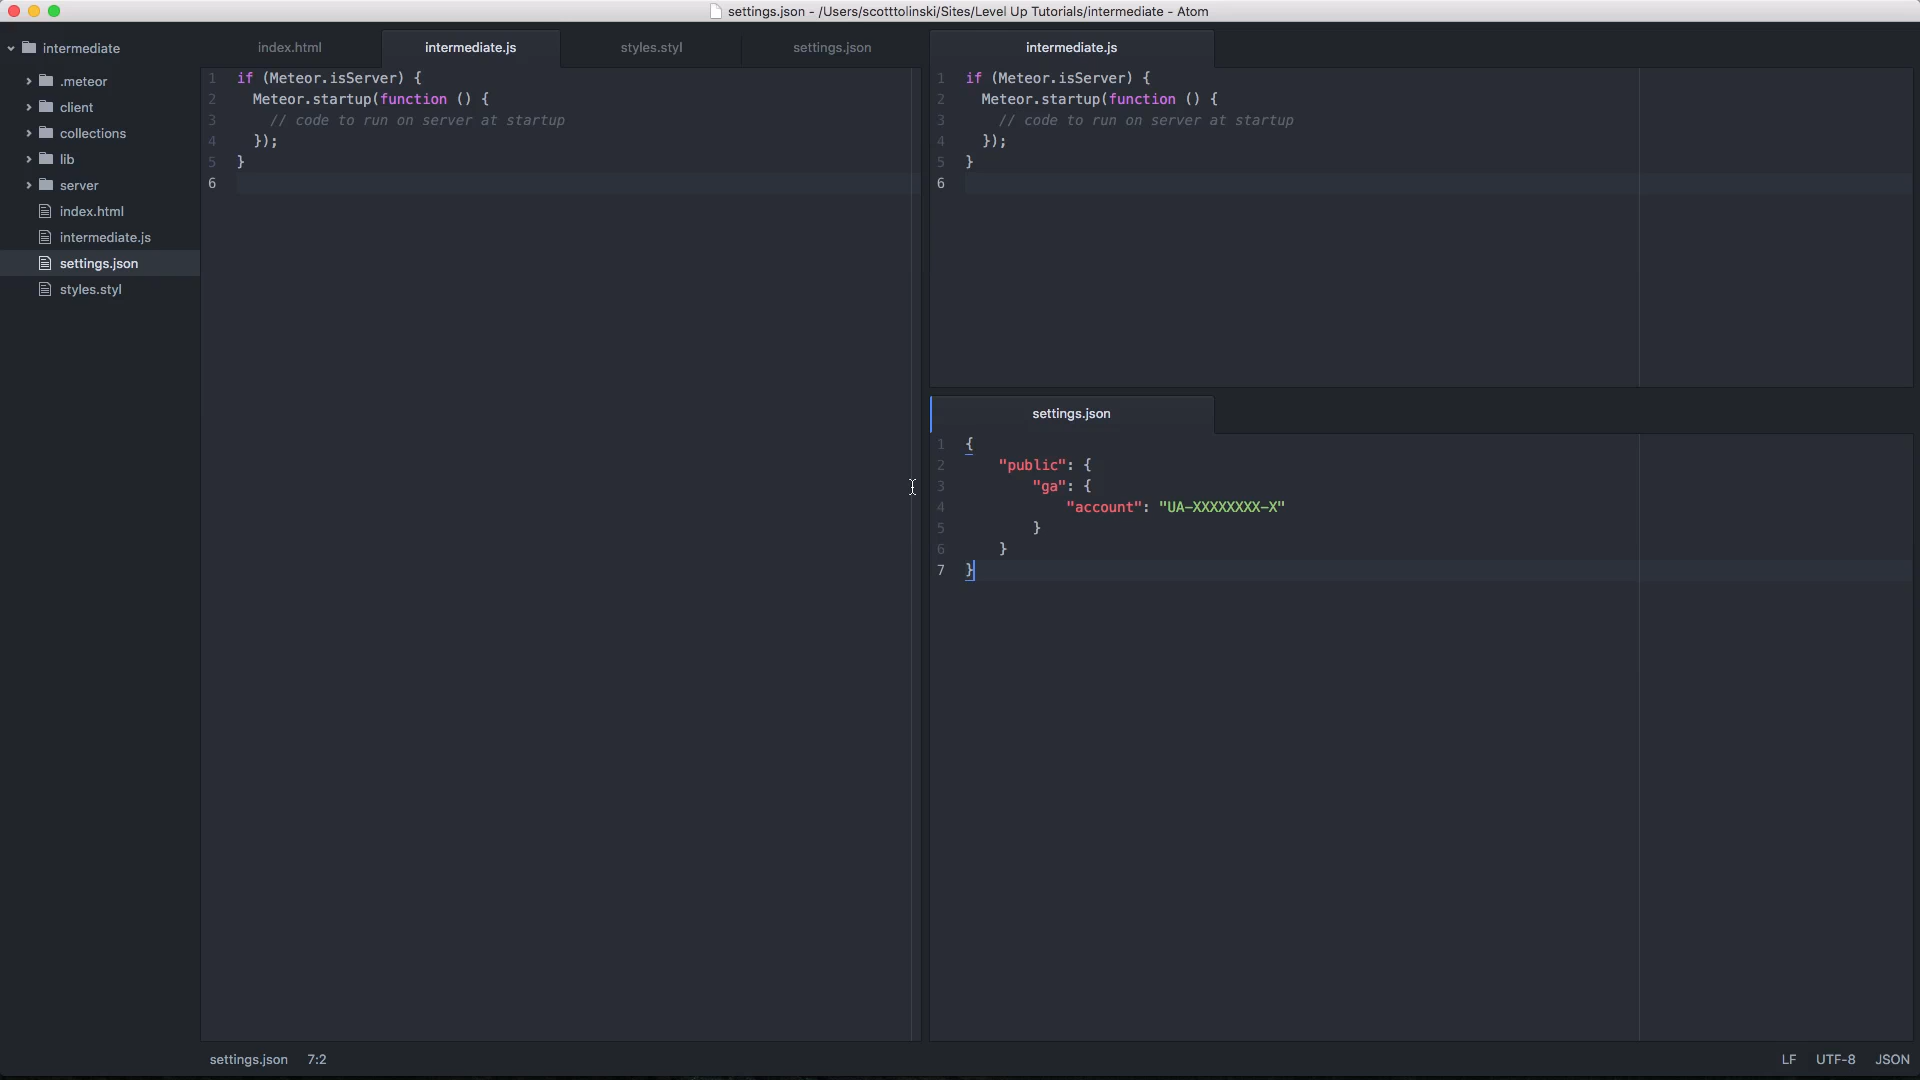 settings.json - /Users/scotttolinski/Sites/Level Up Tutorials/intermediate - Atom
intermediate
.meteor
client
collections
lib
server
index.html
intermediate.js
settings.json
styles.styl
index.html
intermediate.js
styles.styl
settings.json
1 if (Meteor.isServer) {
2 Meteor.startup(function () {
3 // code to run on server at startup
4 });
5 }
6
intermediate.js
1 if (Meteor.isServer) {
2 Meteor.startup(function () {
3 // code to run on server at startup
4 });
5 }
6
settings.json
1 {
2 "public": {
3 "ga": {
4 "account": "UA-XXXXXXXX-X"
5 }
6 }
7 }
settings.json 7:2
LF UTF-8 JSON